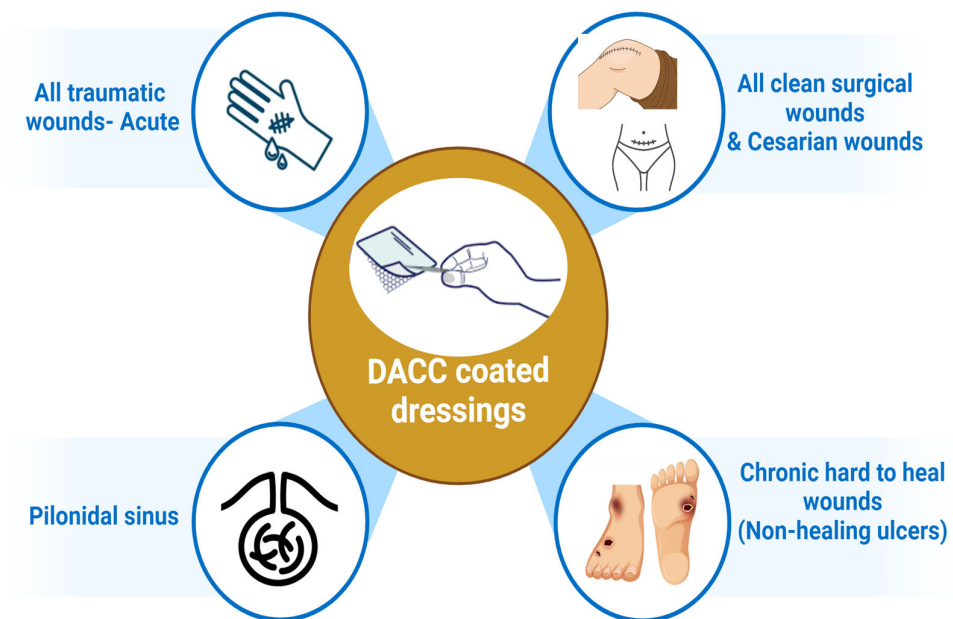 All traumatic
wounds- Acute
All clean surgical
wounds
& Cesarian wounds
DACC coated
dressings
Pilonidal sinus
Chronic hard to heal
wounds
(Non-healing ulcers)